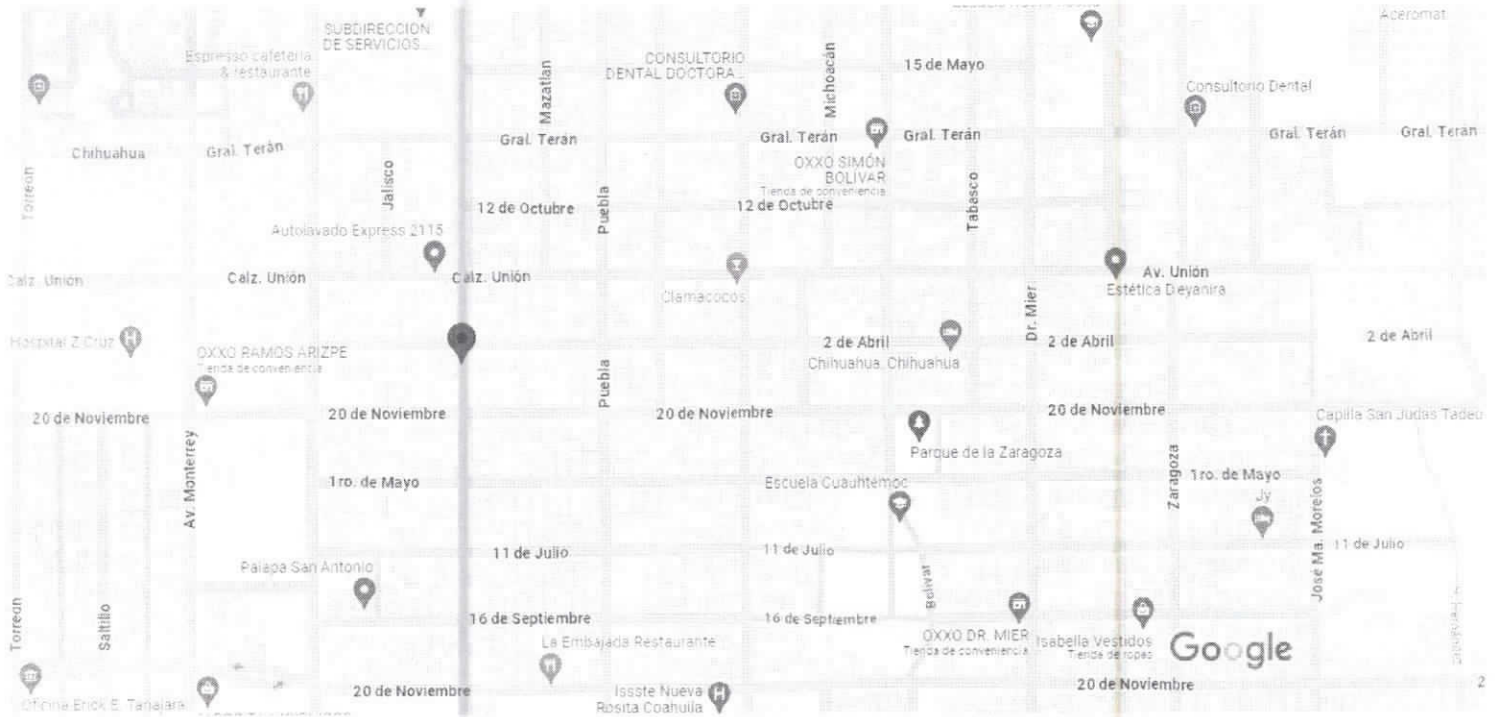 Aceromat
SUBDIRECCION
DE SERVICIOS...
Espresso cafetería
& restaurante
CONSULTORIO
DENTAL DOCTORA...
Mazatlan
Michoacán
15 de Mayo
Consultorio Dental
Chihuahua
Gral. Terán
Gral. Terán
Gral. Terán
Gral. Terán
Gral. Terán
Gral. Terán
OXXO SIMÓN
BOLÍVAR
Tienda de conveniencia
Torreon
Jalisco
Puebla
Tabasco
12 de Octubre
12 de Octubre
Autolavado Express 2115
Calz. Unión
Calz. Unión
Calz. Unión
Clamacocos
Av. Unión
Estética Deyanira
Hospital Z Cruz
OXXO RAMOS ARIZPE
Tienda de conveniencia
Dr. Mier
2 de Abril
2 de Abril
2 de Abril
Chihuahua, Chihuahua
Puebla
20 de Noviembre
20 de Noviembre
20 de Noviembre
20 de Noviembre
Capilla San Judas Tadeo
Parque de la Zaragoza
Av. Monterrey
1ro. de Mayo
Escuela Cuauhtemoc
Zaragoza
1ro. de Mayo
Jy
José Ma. Morelos
11 de Julio
11 de Julio
11 de Julio
Palapa San Antonio
Bolivar
Torreon
Saltillo
16 de Septiembre
16 de Septiembre
La Embajada Restaurante
OXXO DR. MIER
Tienda de conveniencia
Isabella Vestidos
Tienda de ropa
Google
Oficina Erick E. Tanajara
20 de Noviembre
Issste Nueva
Rosita Coahuila
20 de Noviembre
2